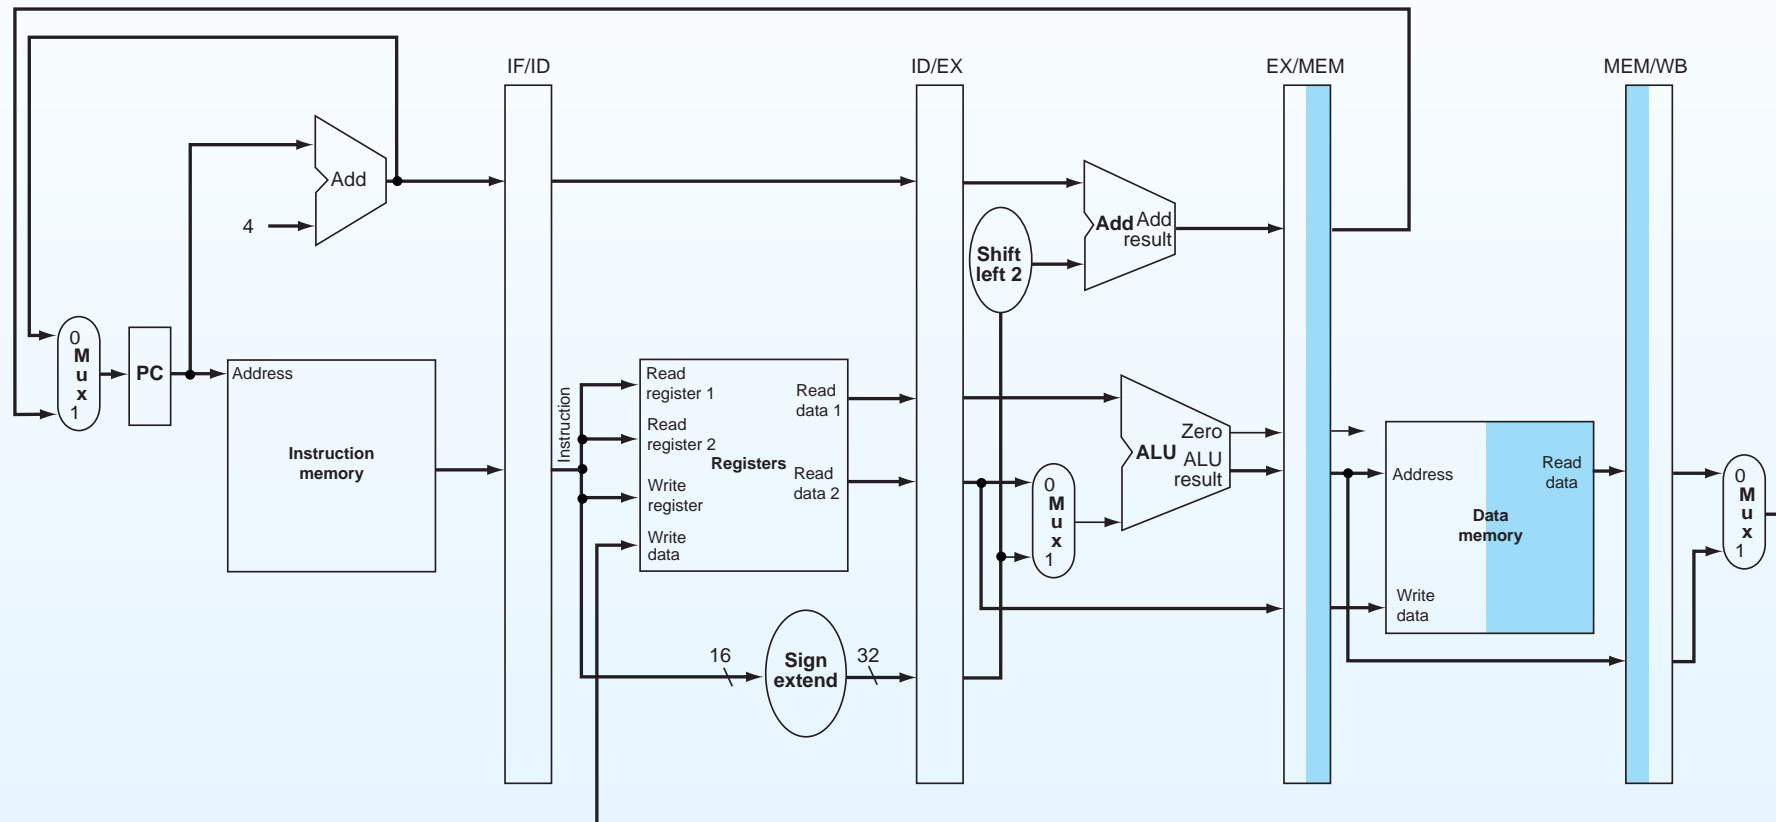 IF/ID
ID/EX
EX/MEM
MEM/WB
Add
4
Add Add
result
Shift
left 2
0
M
u
x
1
PC
Address
Instruction
memory
Instruction
Read
register 1
Read
register 2
Write
register
Write
data
Registers
Read
data 1
Read
data 2
16
Sign
extend
32
0
M
u
x
1
Zero
ALU ALU
result
Address
Read
data
Data
memory
Write
data
0
M
u
x
1